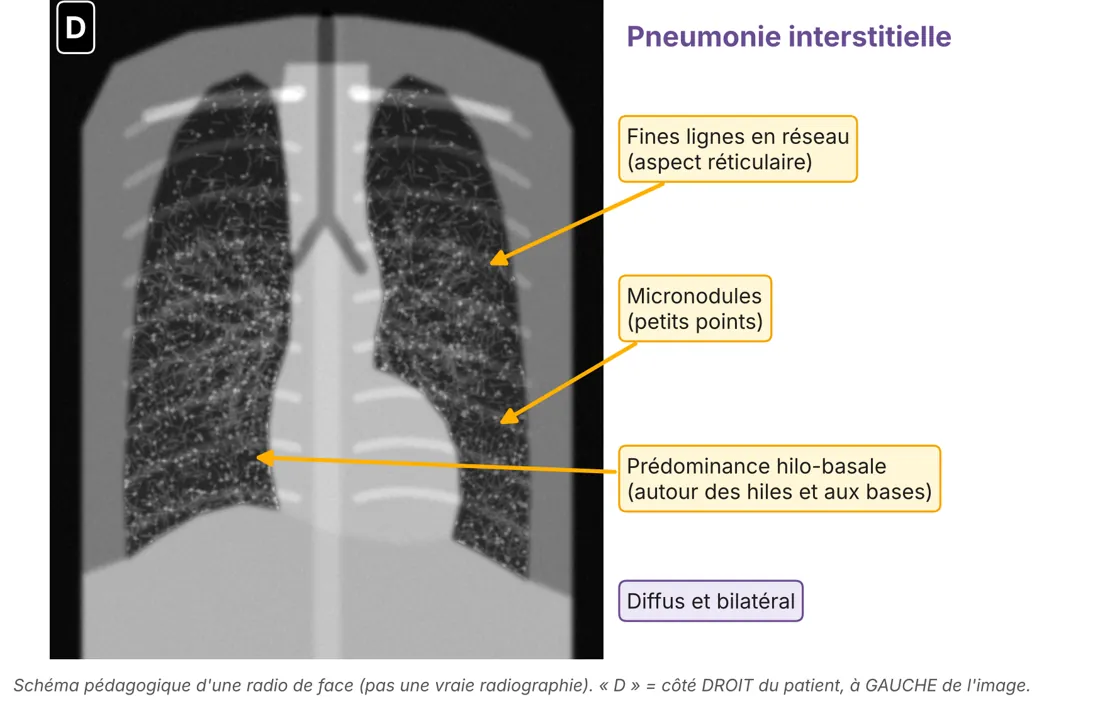 D
Pneumonie interstitielle
Fines lignes en réseau
(aspect réticulaire)
Micronodules
(petits points)
Prédominance hilo-basale
(autour des hiles et aux bases)
Diffus et bilatéral
Schéma pédagogique d'une radio de face (pas une vraie radiographie). « D » = côté DROIT du patient, à GAUCHE de l'image.